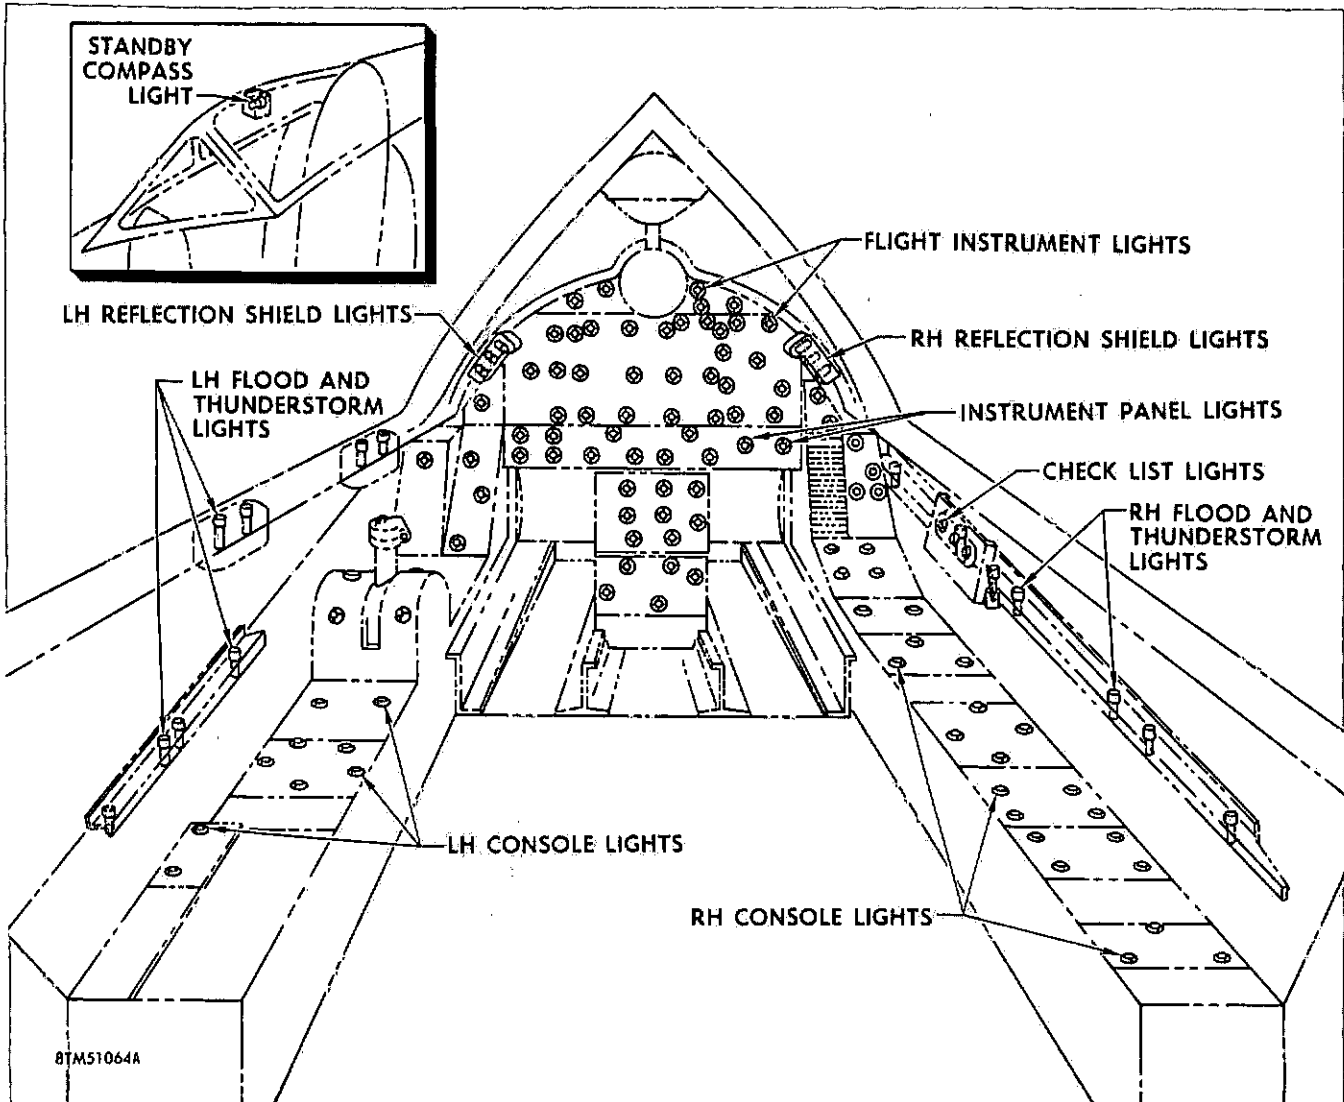 STANDBY
COMPASS
LIGHT
FLIGHT INSTRUMENT LIGHTS
LH REFLECTION SHIELD LIGHTS
RH REFLECTION SHIELD LIGHTS
LH FLOOD AND
THUNDERSTORM
LIGHTS
INSTRUMENT PANEL LIGHTS
CHECK LIST LIGHTS
RH FLOOD AND
THUNDERSTORM
LIGHTS
LH CONSOLE LIGHTS
RH CONSOLE LIGHTS
8TM51064A